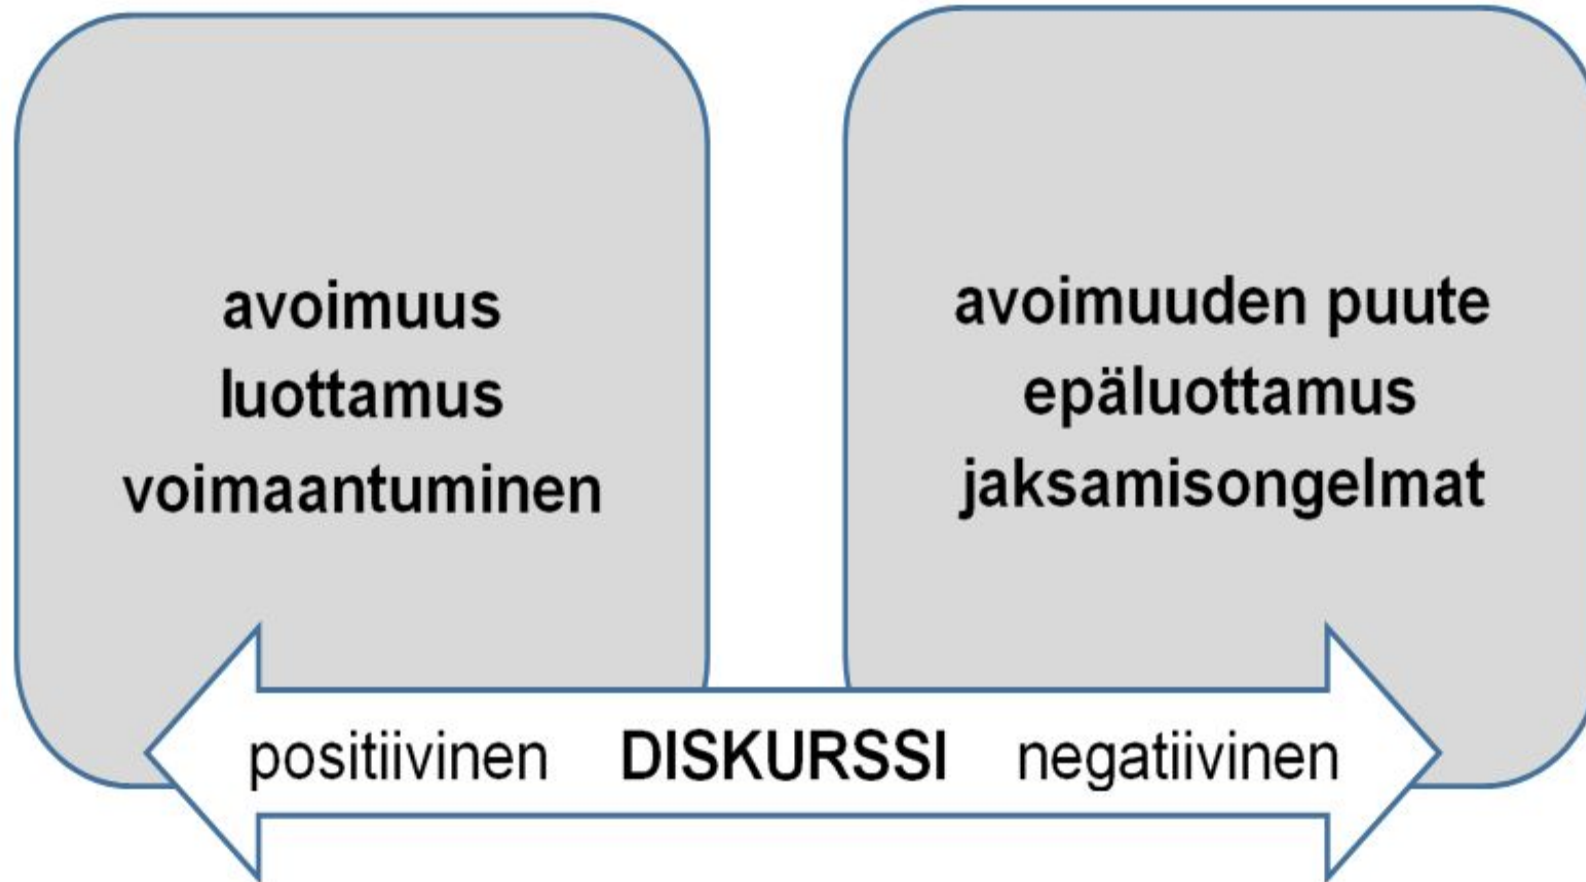 avoimuus
luottamus
voimaantuminen
avoimuuden puute
epäluottamus
jaksamisongelmat
positiivinen DISKURSSI negatiivinen